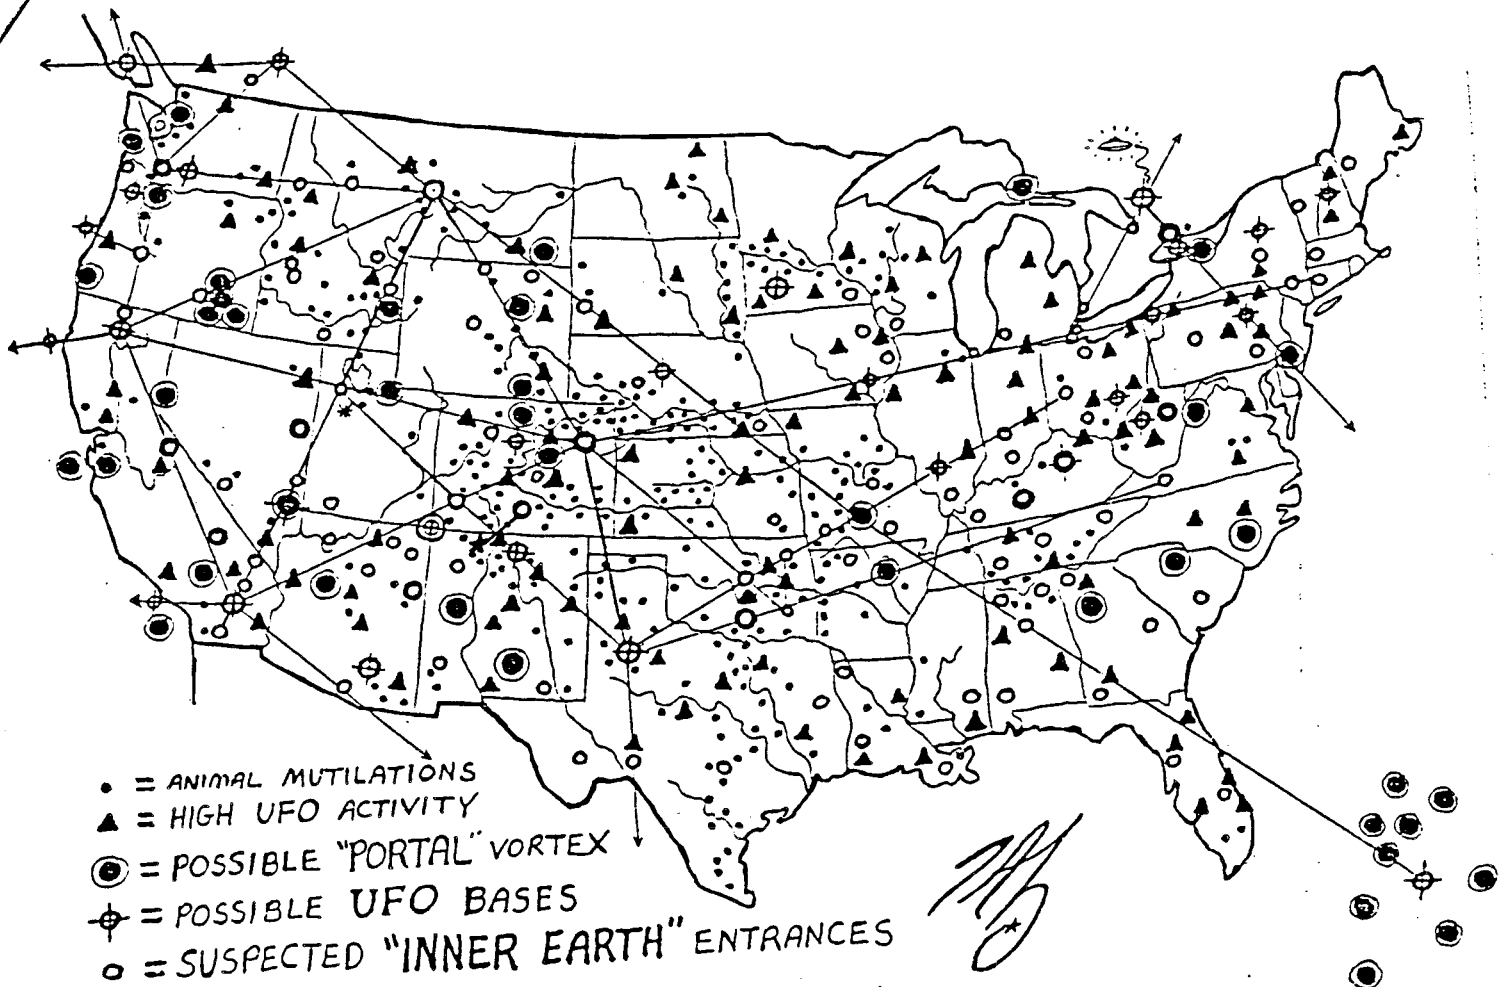 • = ANIMAL MUTILATIONS
▲ = HIGH UFO ACTIVITY
= POSSIBLE "PORTAL" VORTEX
= POSSIBLE UFO BASES
o = SUSPECTED "INNER EARTH" ENTRANCES